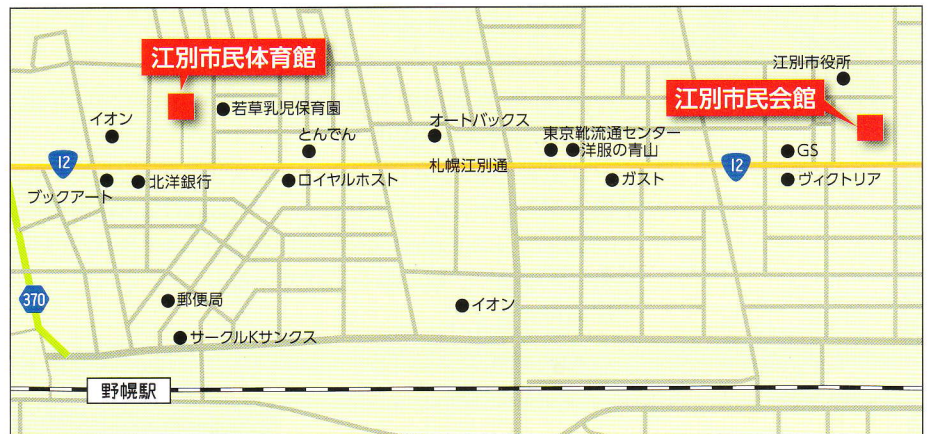 江別市民体育館
江別市役所
江別市民会館
若草乳児保育園
イオン
とんでん
オートバックス
東京靴流通センター
洋服の青山
GS
12
札幌江別通
12
ブックアート
北洋銀行
ロイヤルホスト
ガスト
ヴィクトリア
370
郵便局
イオン
サークルKサンクス
野幌駅